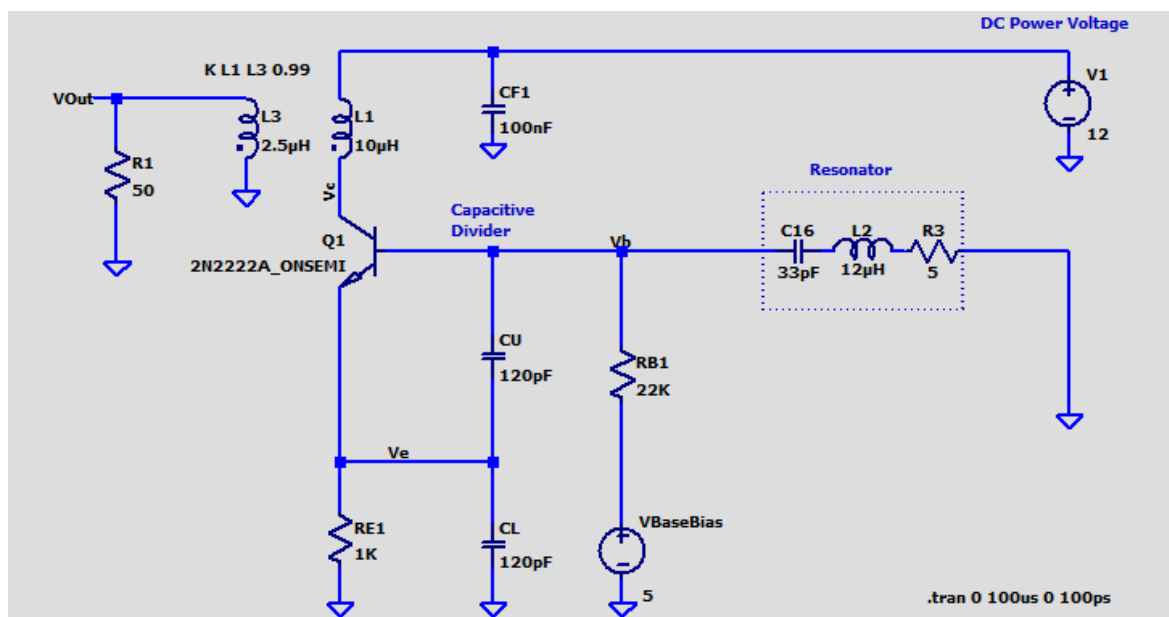 DC Power Voltage
K L1 L3 0.99
VOut
L3
2.5µH
L1
10µH
CF1
100nF
V1
12
R1
50
Vc
Resonator
Capacitive
Divider
Q1
2N2222A_ONSEMI
Vb
C16
33pF
L2
12µH
R3
5
CU
120pF
RB1
22K
Ve
RE1
1K
CL
120pF
VBaseBias
5
.tran 0 100us 0 100ps